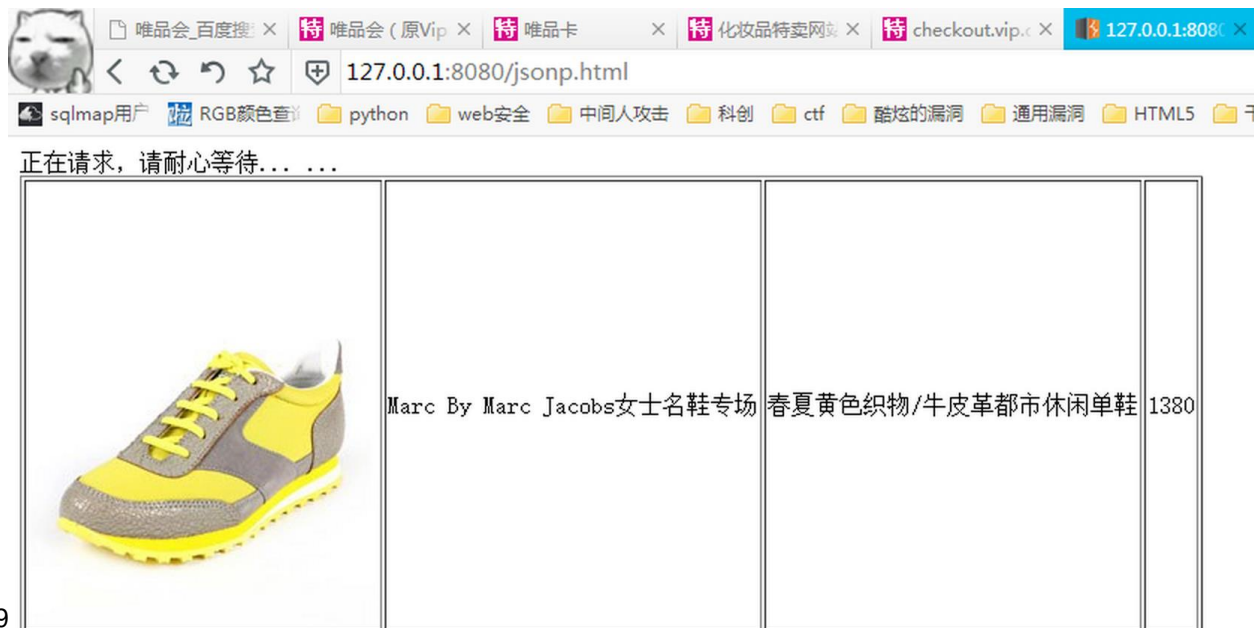 唯品会_百度搜 特 唯品会(原Vip 特 唯品卡 特 化妆品特卖网站 特 checkout.vip.c 127.0.0.1:808
127.0.0.1:8080/jsonp.html
sqlmap用户 RGB颜色查询 python web安全 中间人攻击 科创 ctf 酷炫的漏洞 通用漏洞 HTML5
正在请求，请耐心等待... ...
Marc By Marc Jacobs女士名鞋专场 春夏黄色织物/牛皮革都市休闲单鞋 1380
9